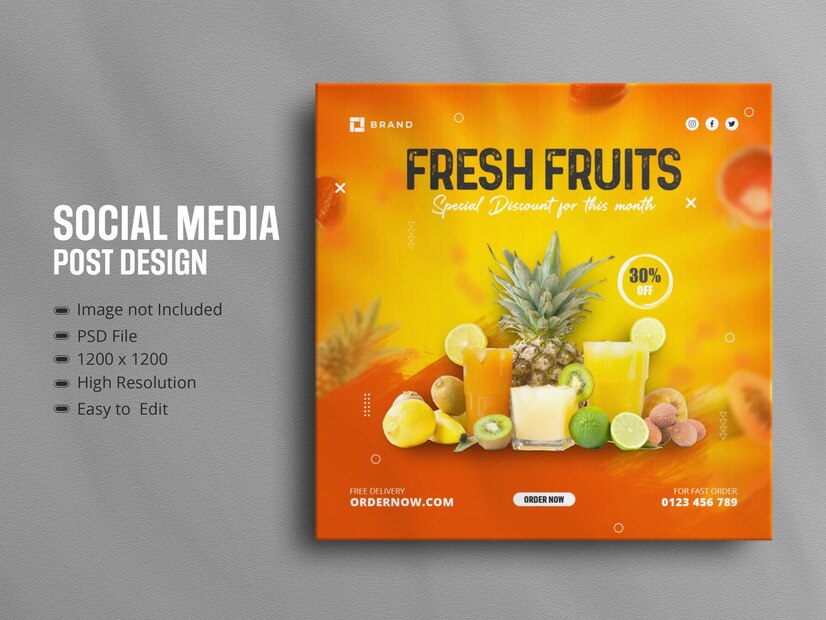 SOCIAL MEDIA
POST DESIGN
Image not Included
PSD File
1200 x 1200
High Resolution
Easy to Edit
BRAND
FRESH FRUITS
Special Discount for this month
30%
OFF
FREE DELIVERY
ORDERNOW.COM
ORDER NOW
FOR FAST ORDER
0123 456 789